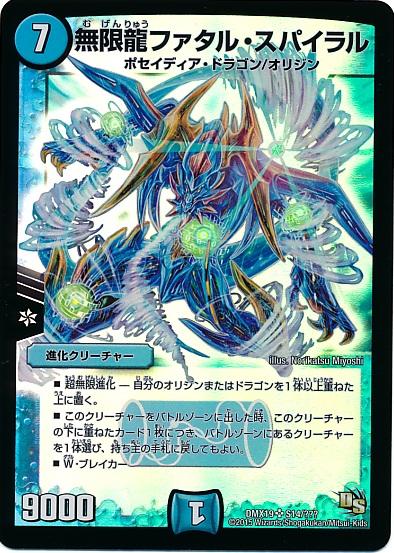 7
む げんりゅう
無限龍ファタル・スパイラル
ポセイディア・ドラゴン/オリジン
進化クリーチャー
illus. Norikatsu Miyoshi
■超無限進化 — 自分のオリジンまたはドラゴンを1体以上重ねた
上に置く。
■このクリーチャーをバトルゾーンに出した時、このクリーチャー
の下に重ねたカード1枚につき、バトルゾーンにあるクリーチャー
を1体選び、持ち主の手札に戻してもよい。
■W・ブレイカー
9000
1
DS
DMX19 S14/???
©2015 Wizards/Shogakukan/Mitsui-Kids